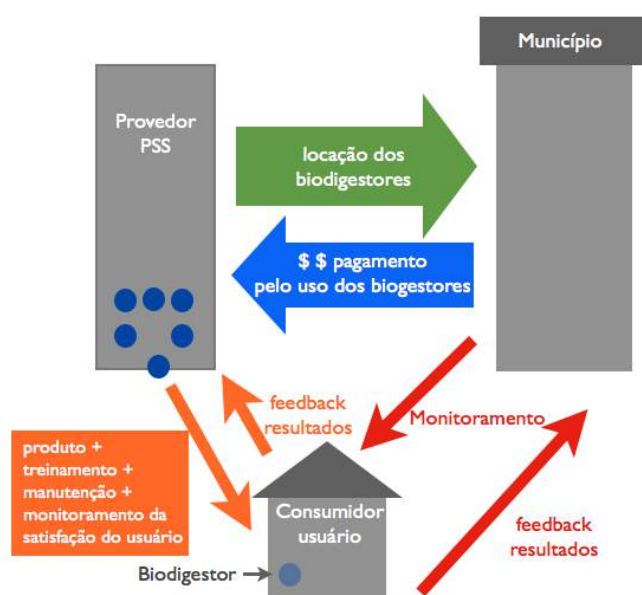 Município
Provedor
PSS
locação dos
biodigestores
$ $ pagamento
pelo uso dos biogestores
feedback
resultados
Monitoramento
produto +
treinamento +
manutenção +
monitoramento da
satisfação do usuário
Consumidor
usuário
feedback
resultados
Biodigestor